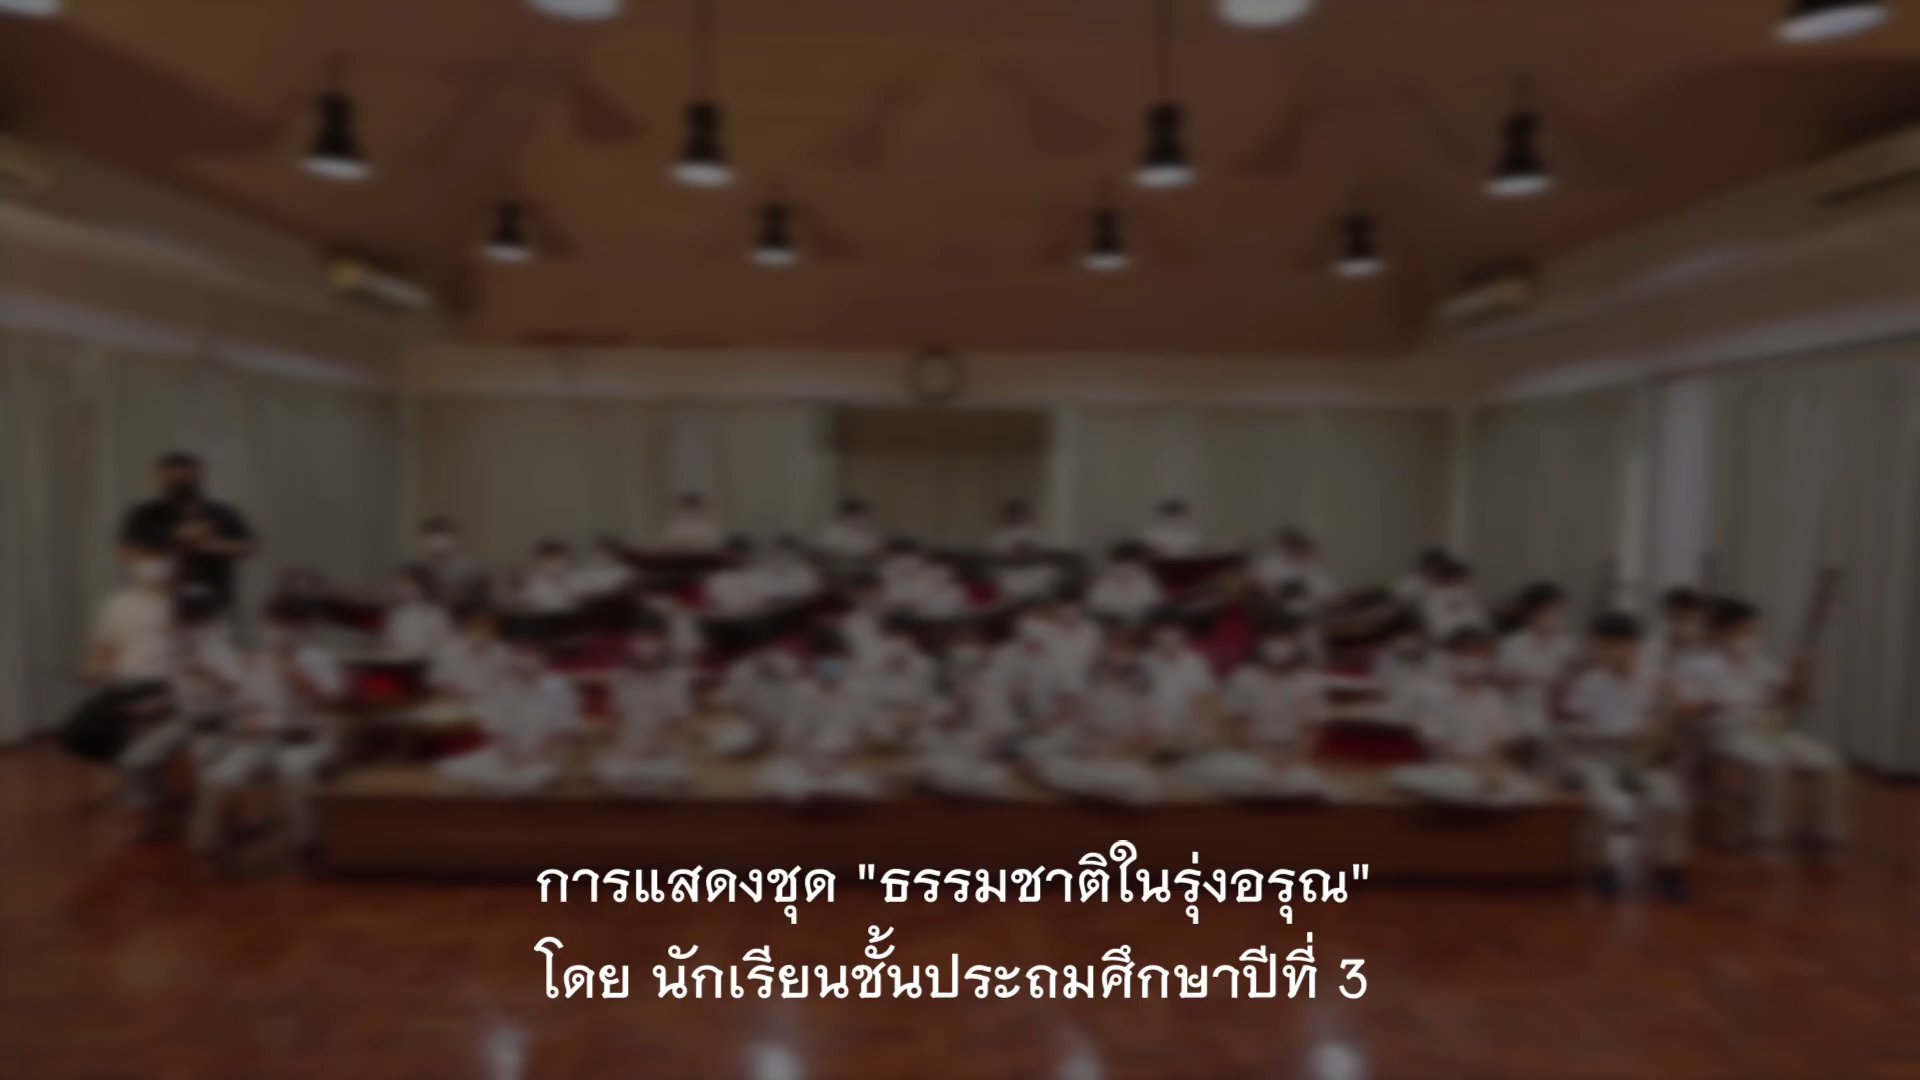 การแสดงชุด "ธรรมชาติในรุ่งอรุณ"
โดย นักเรียนชั้นประถมศึกษาปีที่ 3